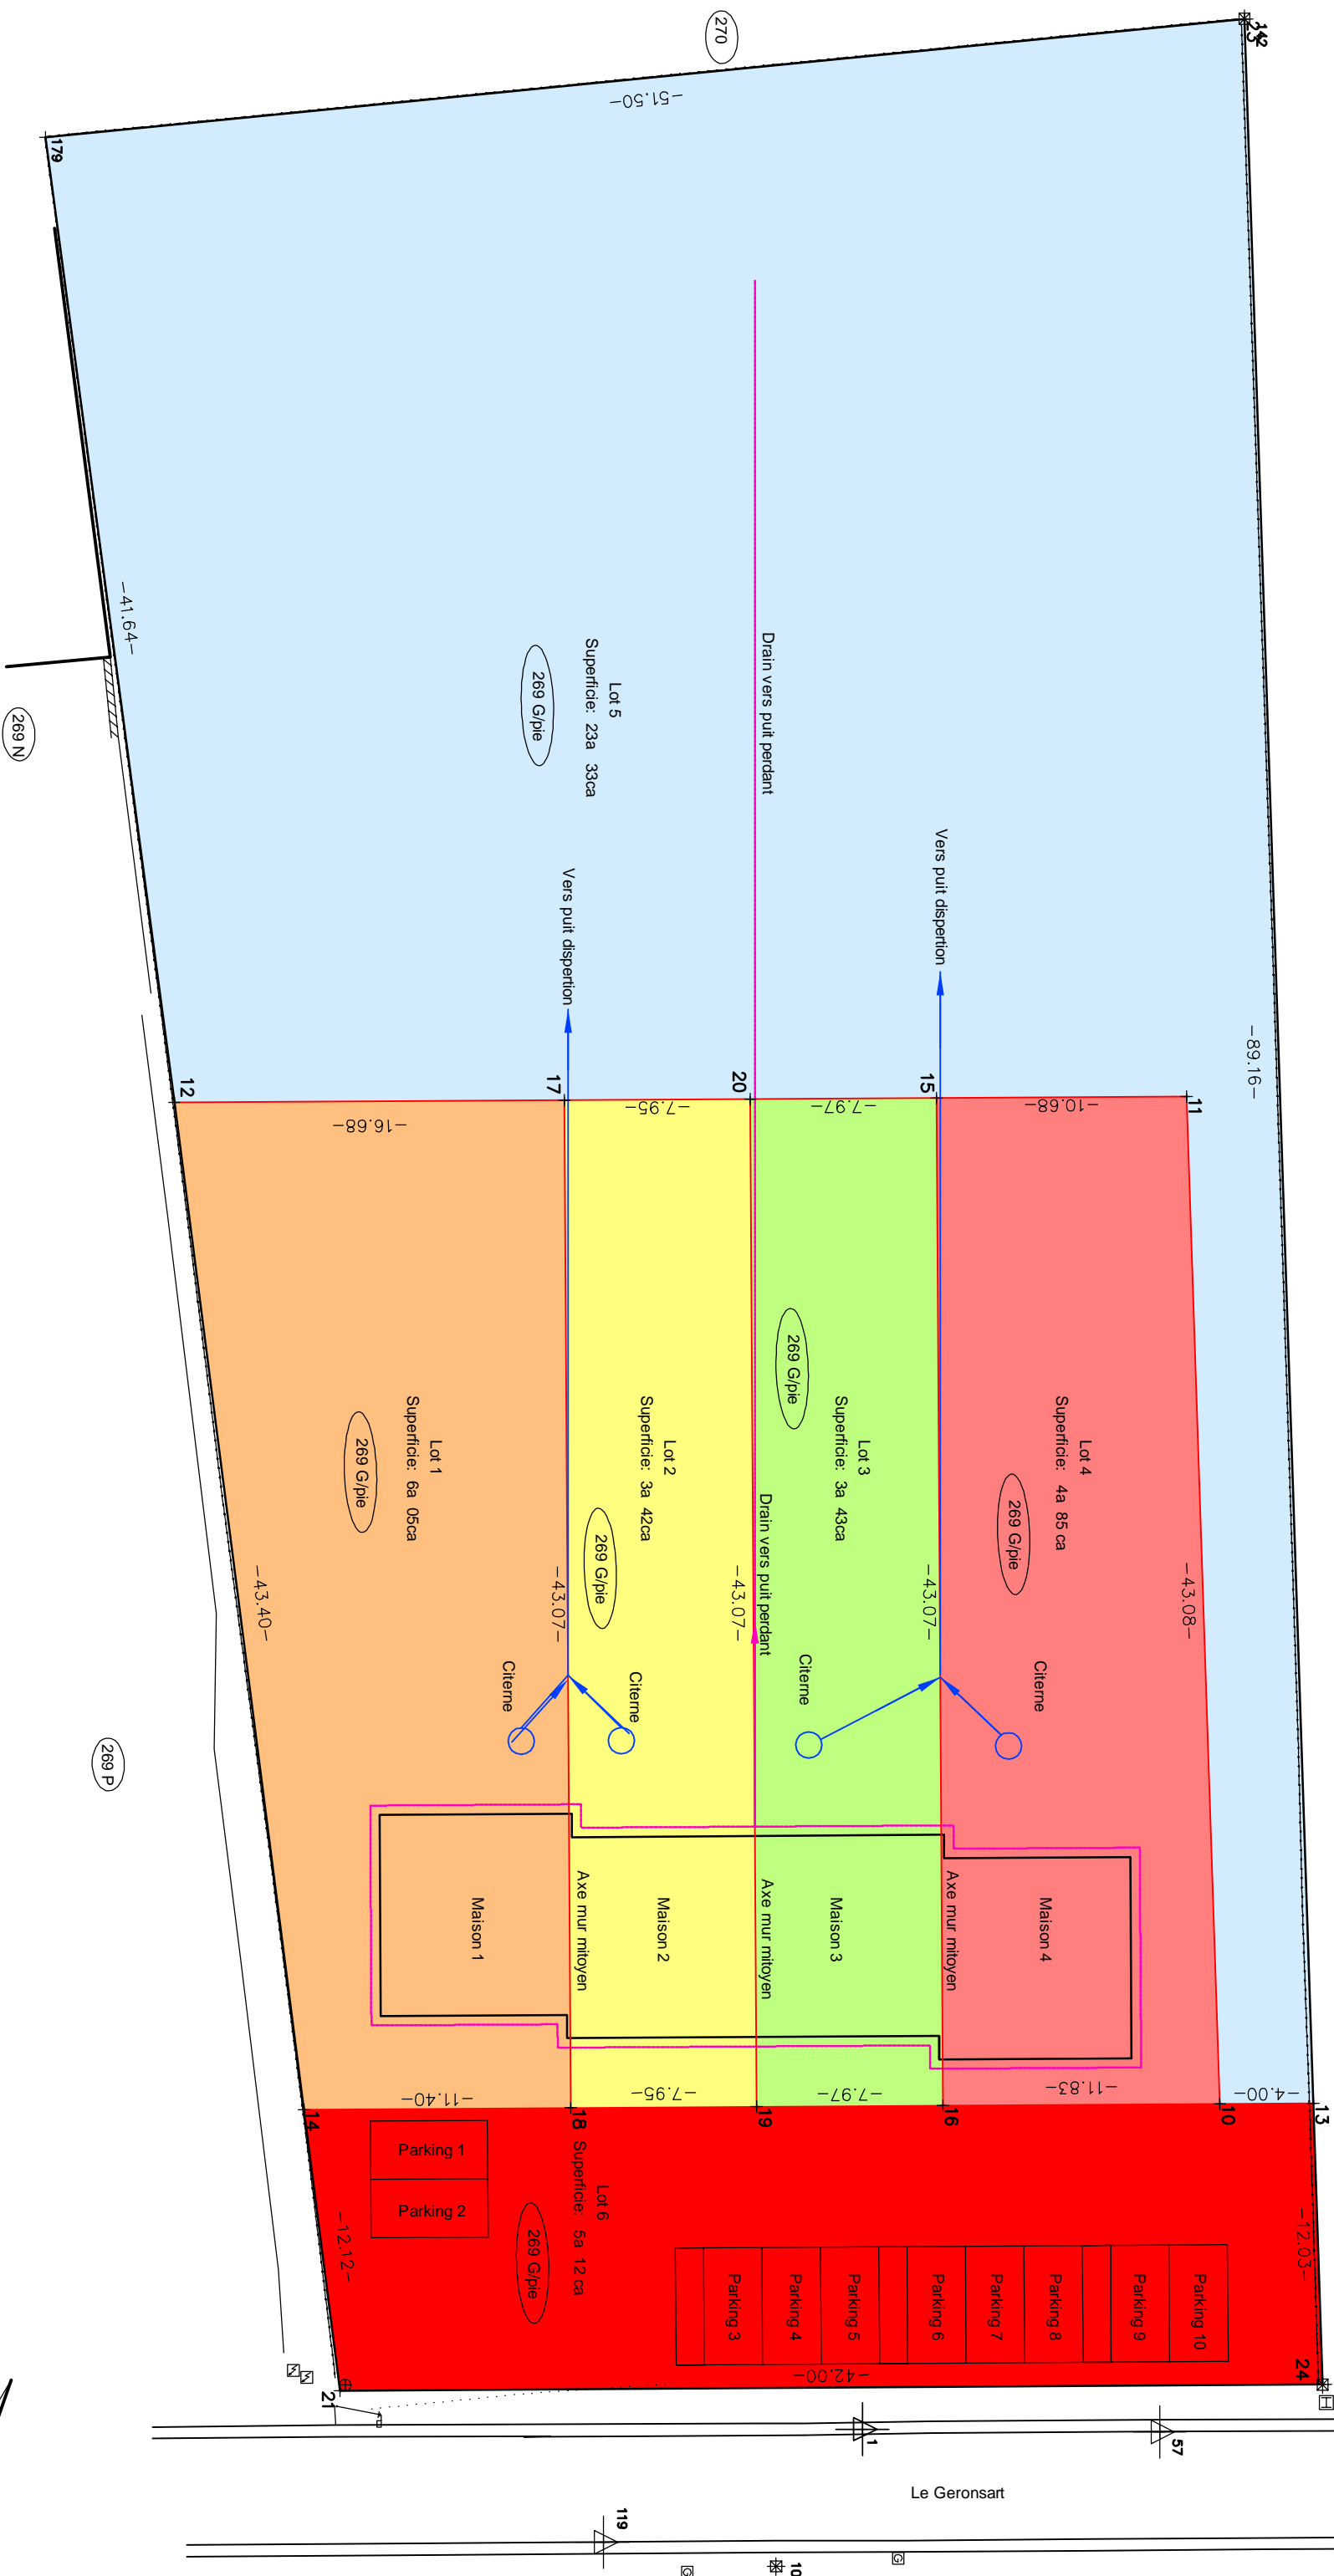 142
23
270
-51.50-
179
-41.64-
269 N
Lot 5
Superficie: 23a 33ca
269 G/pie
Drain vers puit perdant
Vers puit dispertion
Vers puit dispertion
-89.16-
12
17
20
15
11
-16.68-
-7.95-
-7.97-
-10.68-
Lot 1
Superficie: 6a 05ca
269 G/pie
Lot 2
Superficie: 3a 42ca
269 G/pie
Lot 3
Superficie: 3a 43ca
269 G/pie
Lot 4
Superficie: 4a 85 ca
269 G/pie
Drain vers puit perdant
-43.40-
-43.07-
-43.07-
-43.07-
-43.08-
Citerne
Citerne
Citerne
Citerne
269 P
Maison 1
Axe mur mitoyen
Maison 2
Axe mur mitoyen
Maison 3
Axe mur mitoyen
Maison 4
-11.40-
-7.95-
-7.97-
-11.83-
-4.00-
14
18
19
16
10
13
Parking 1
Parking 2
Lot 6
Superficie: 5a 12 ca
269 G/pie
-12.12-
-12.03-
Parking 3
Parking 4
Parking 5
Parking 6
Parking 7
Parking 8
Parking 9
Parking 10
-42.00-
21
24
H
1
57
Le Geronsart
119
10
G
G